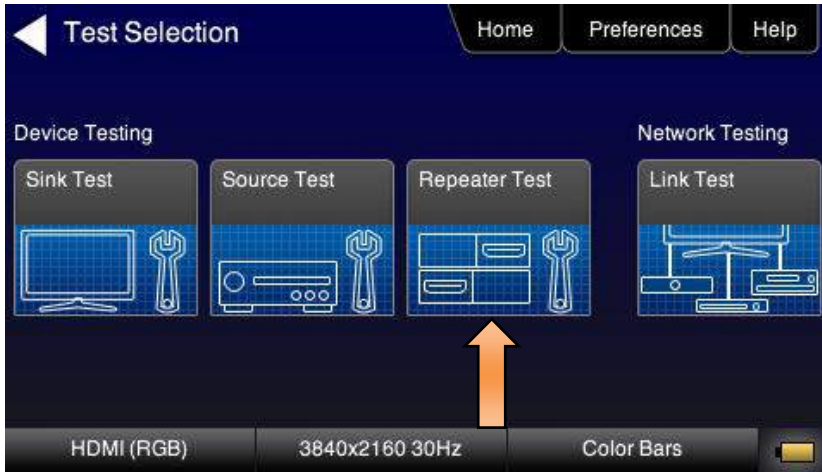 Test Selection Home Preferences Help
Device Testing Network Testing
Sink Test Source Test Repeater Test Link Test
HDMI (RGB) 3840x2160 30Hz Color Bars